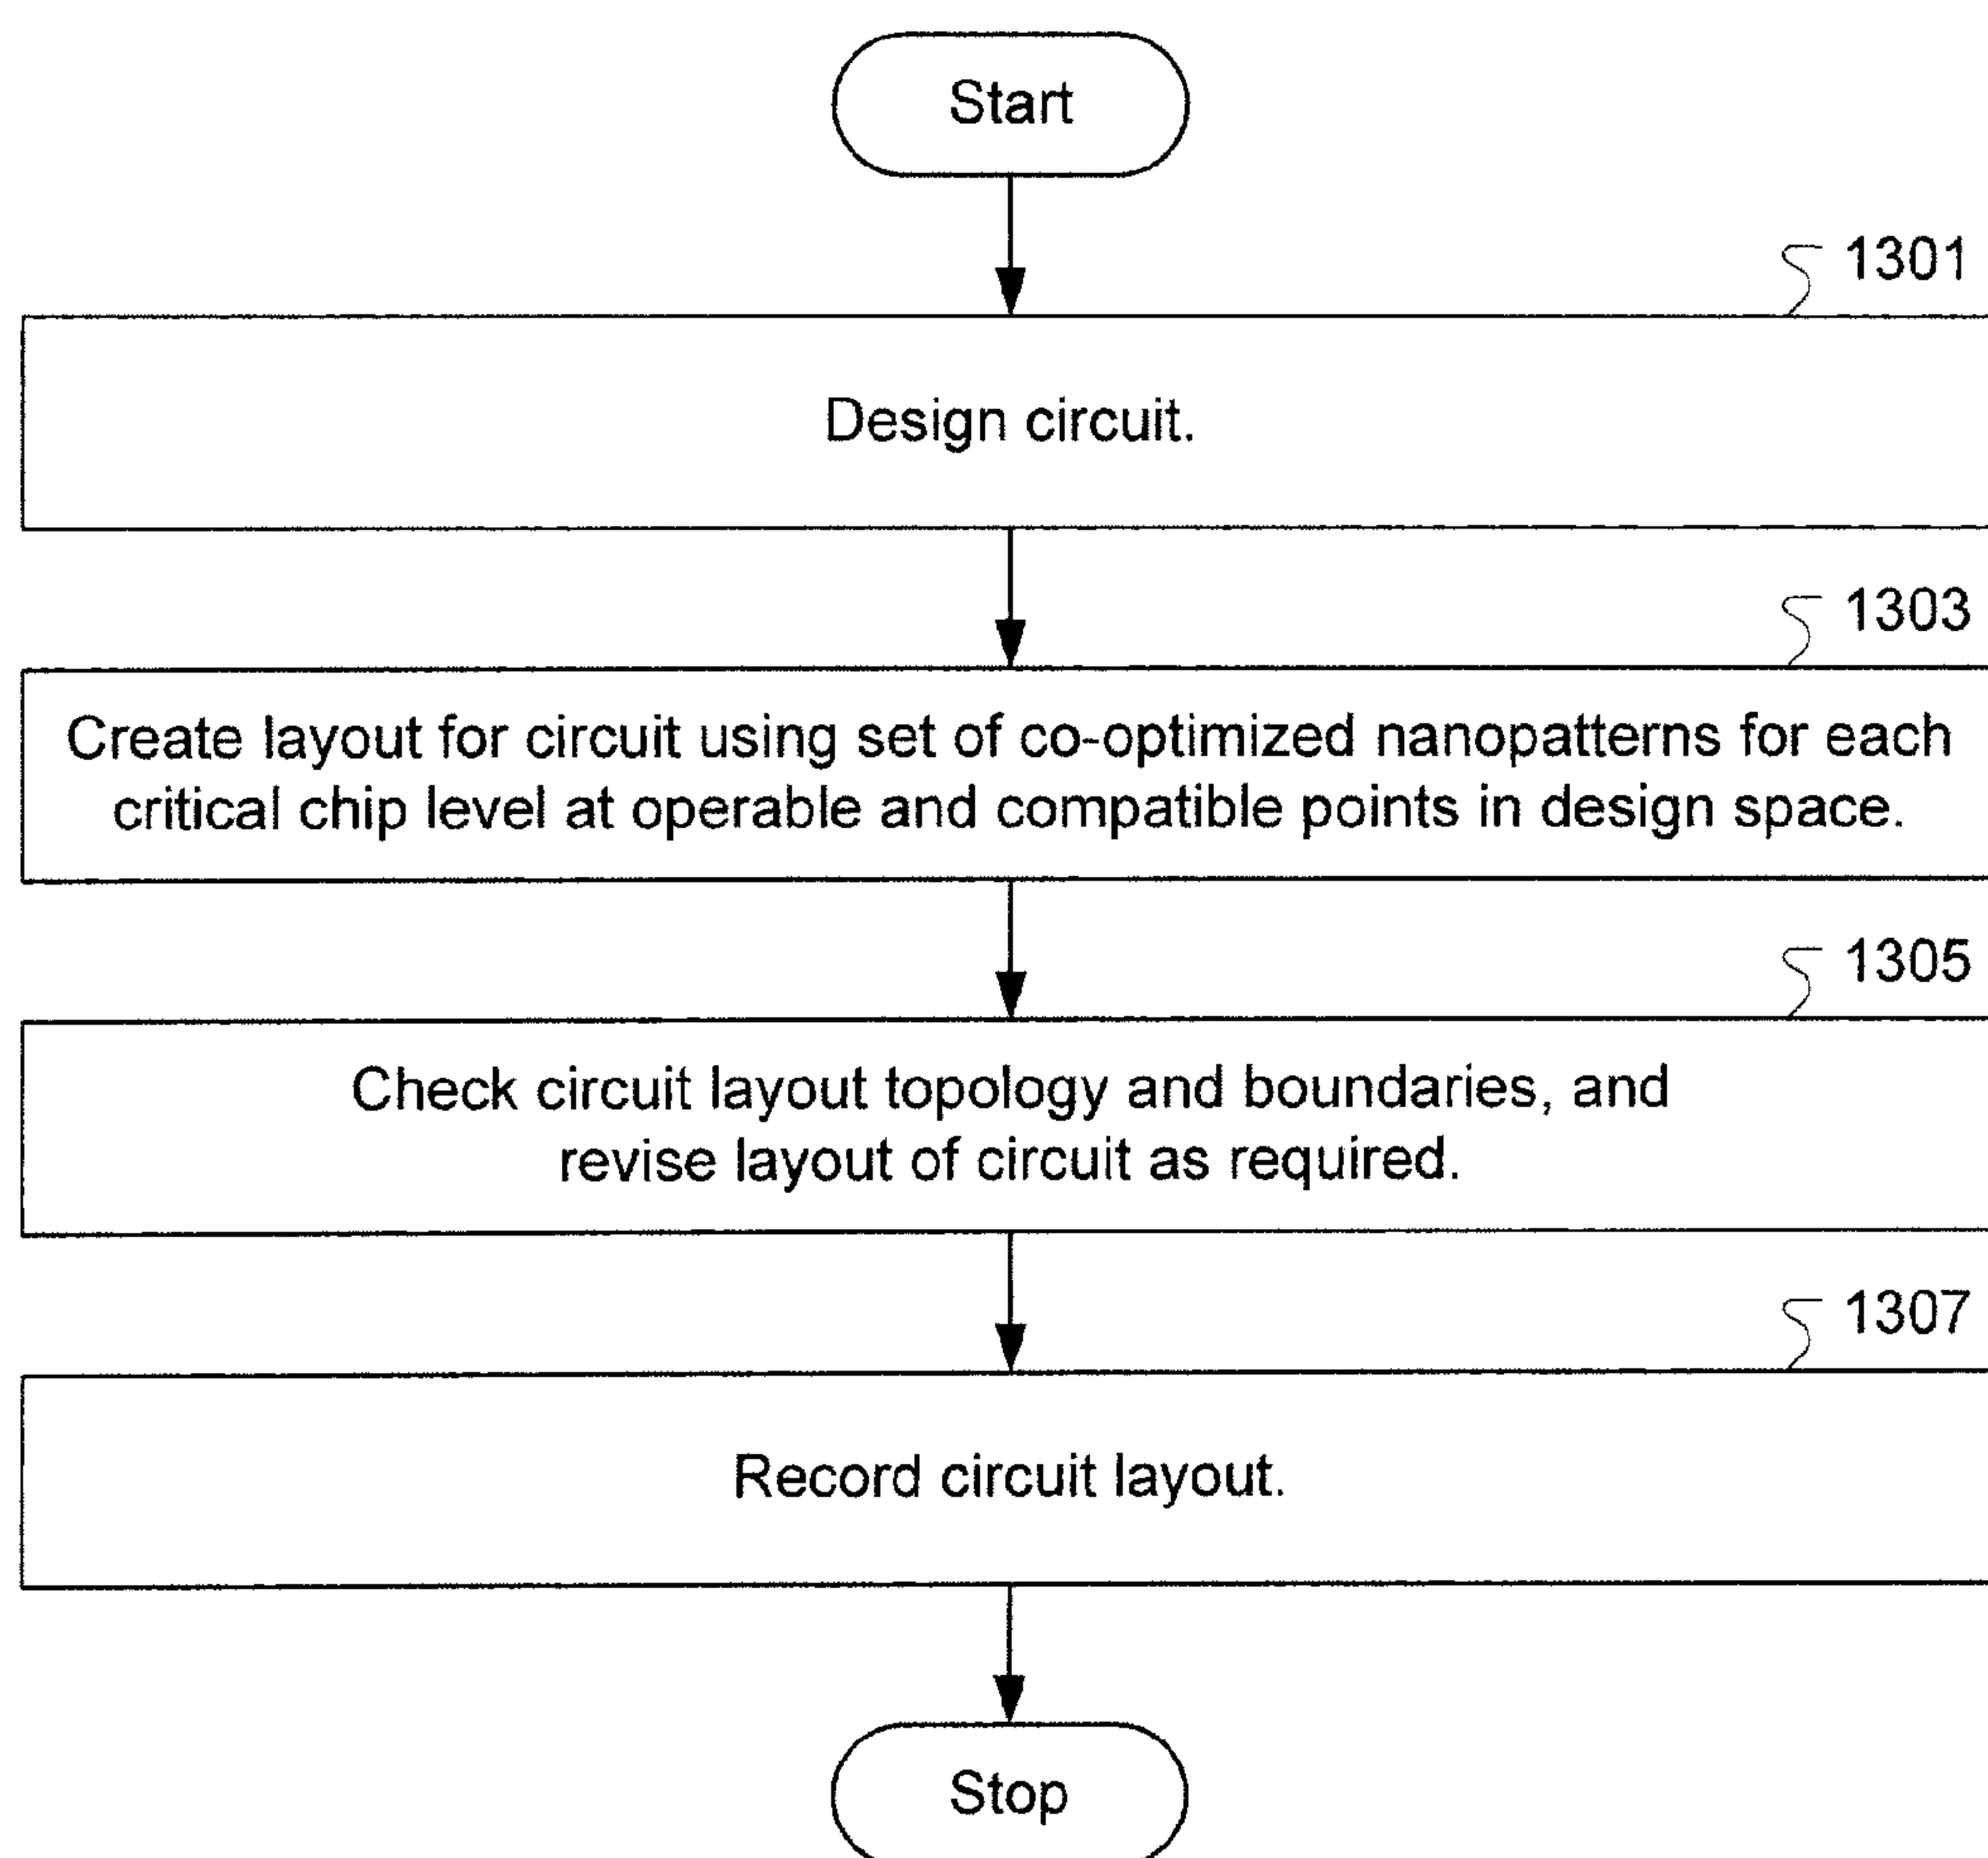 Start
1301
Design circuit.
1303
Create layout for circuit using set of co-optimized nanopatterns for each
critical chip level at operable and compatible points in design space.
1305
Check circuit layout topology and boundaries, and
revise layout of circuit as required.
1307
Record circuit layout.
Stop